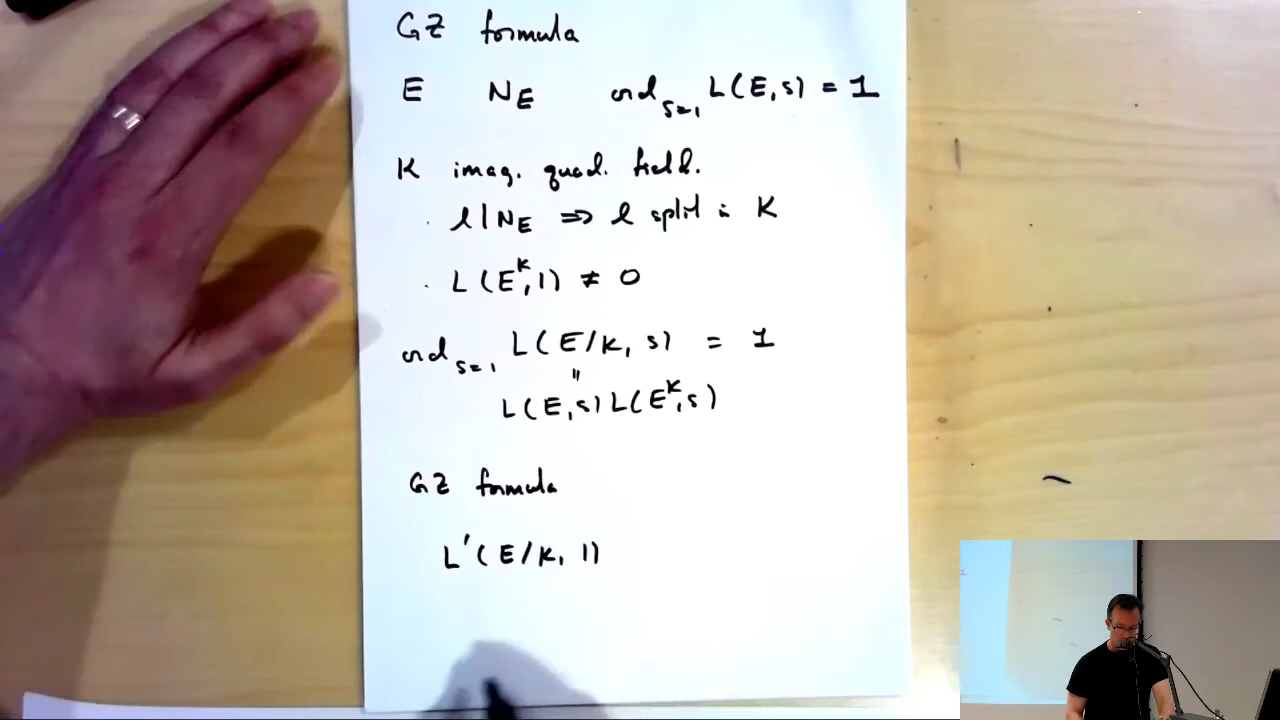 GZ formula
E N_E ord_{s=1} L(E,s) = 1
K imag. quad. field.
· l | N_E ⇒ l split in K
· L(E^K,1) ≠ 0
ord_{s=1} L(E/K, s) = 1
"
L(E,s) L(E^K,s)
GZ formula
L'(E/K, 1)